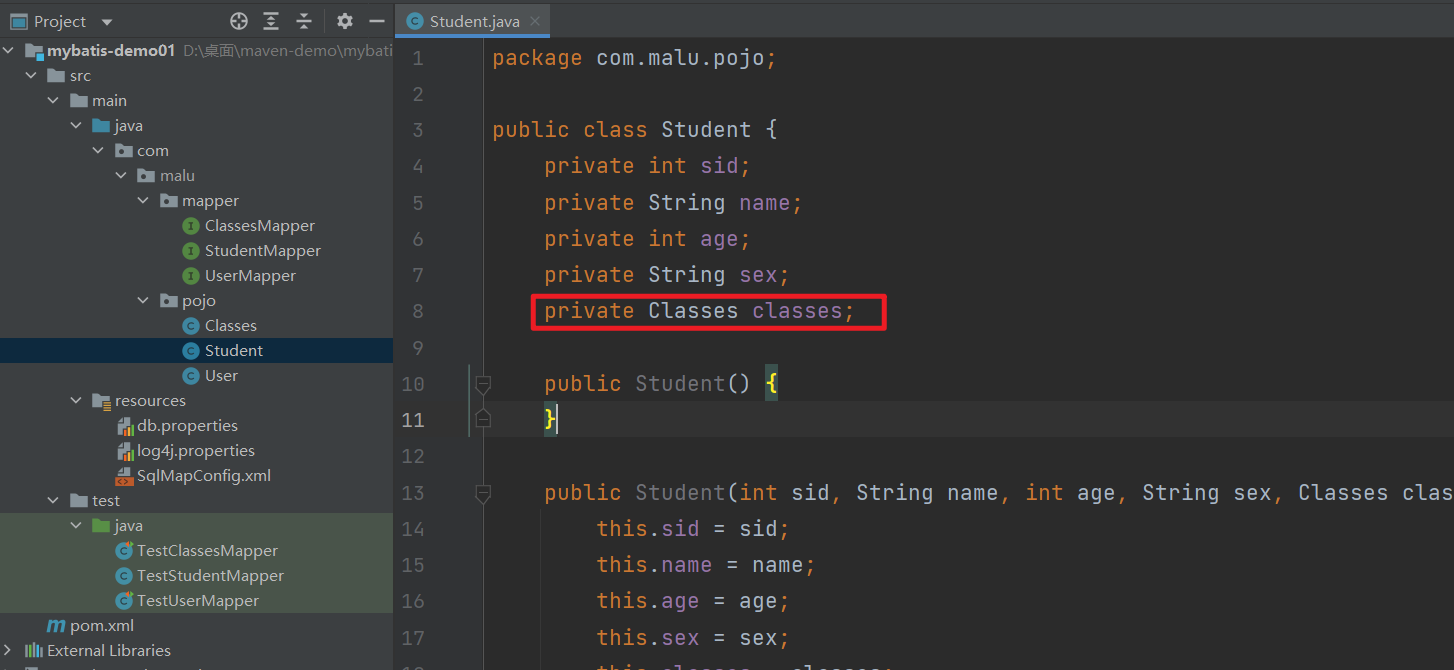 Project
mybatis-demo01 D:\桌面\maven-demo\mybati
src
main
java
com
malu
mapper
ClassesMapper
StudentMapper
UserMapper
pojo
Classes
Student
User
resources
db.properties
log4j.properties
SqlMapConfig.xml
test
java
TestClassesMapper
TestStudentMapper
TestUserMapper
pom.xml
External Libraries
Student.java
1 package com.malu.pojo;
2
3 public class Student {
4 private int sid;
5 private String name;
6 private int age;
7 private String sex;
8 private Classes classes;
9
10 public Student() {
11 }
12
13 public Student(int sid, String name, int age, String sex, Classes clas
14 this.sid = sid;
15 this.name = name;
16 this.age = age;
17 this.sex = sex;